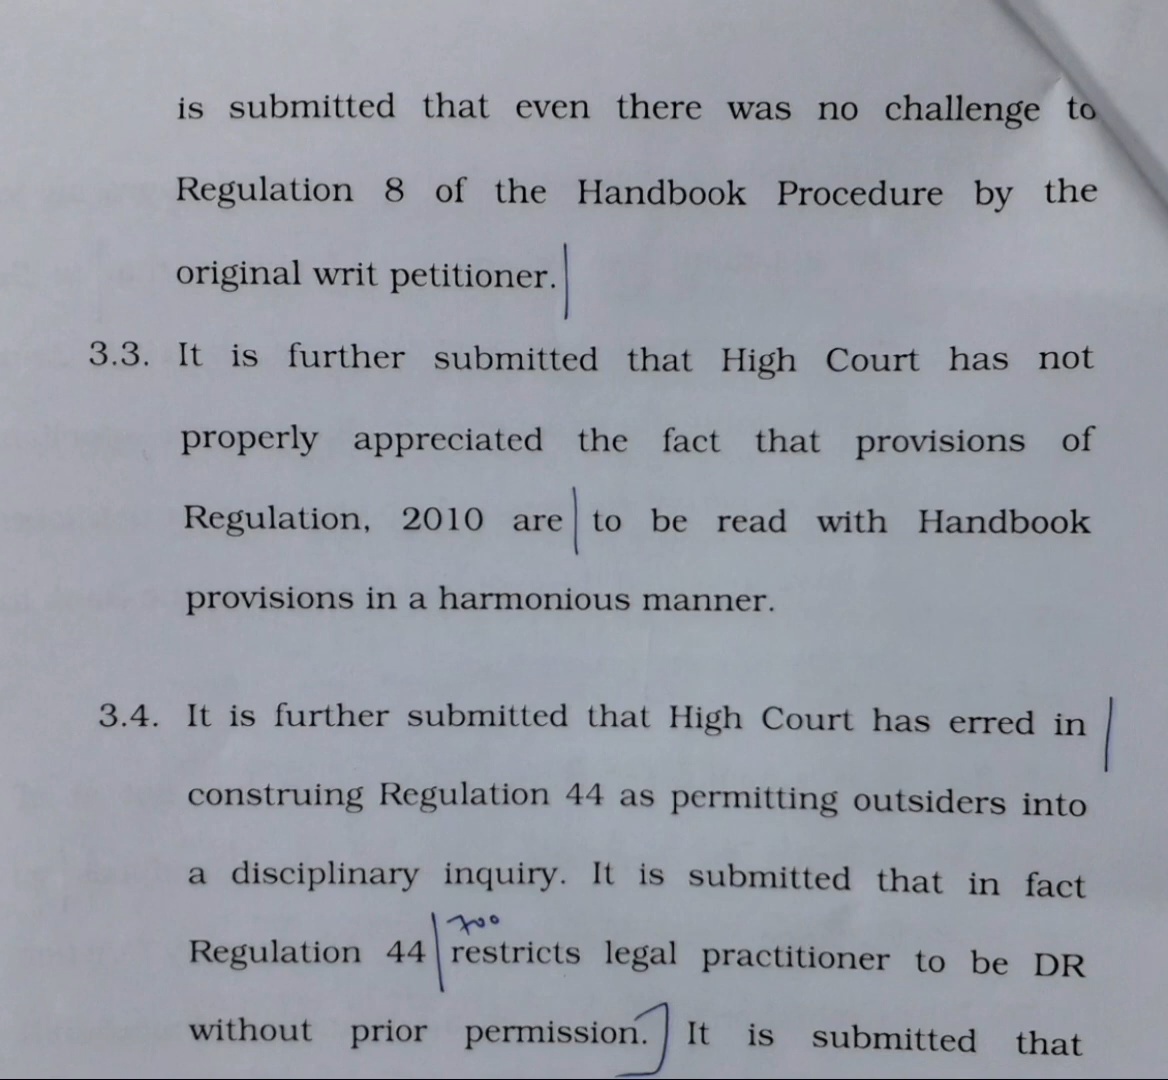 is submitted that even there was no challenge to
Regulation 8 of the Handbook Procedure by the
original writ petitioner.
3.3. It is further submitted that High Court has not
properly appreciated the fact that provisions of
Regulation, 2010 are to be read with Handbook
provisions in a harmonious manner.
3.4. It is further submitted that High Court has erred in
construing Regulation 44 as permitting outsiders into
a disciplinary inquiry. It is submitted that in fact
700
Regulation 44 restricts legal practitioner to be DR
without prior permission. It is submitted that